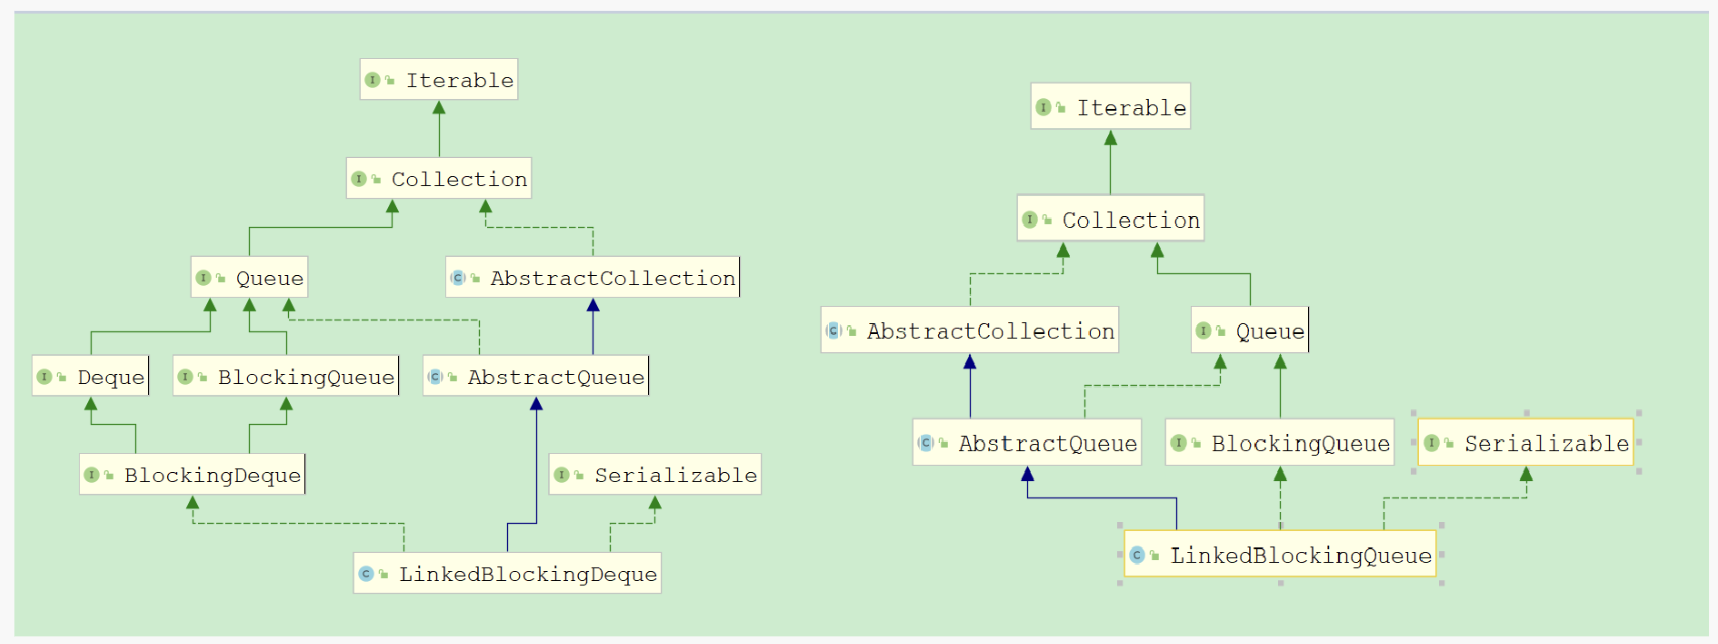 Iterable
Collection
Queue
AbstractCollection
Deque
BlockingQueue
AbstractQueue
BlockingDeque
Serializable
LinkedBlockingDeque
Iterable
Collection
AbstractCollection
Queue
AbstractQueue
BlockingQueue
Serializable
LinkedBlockingQueue